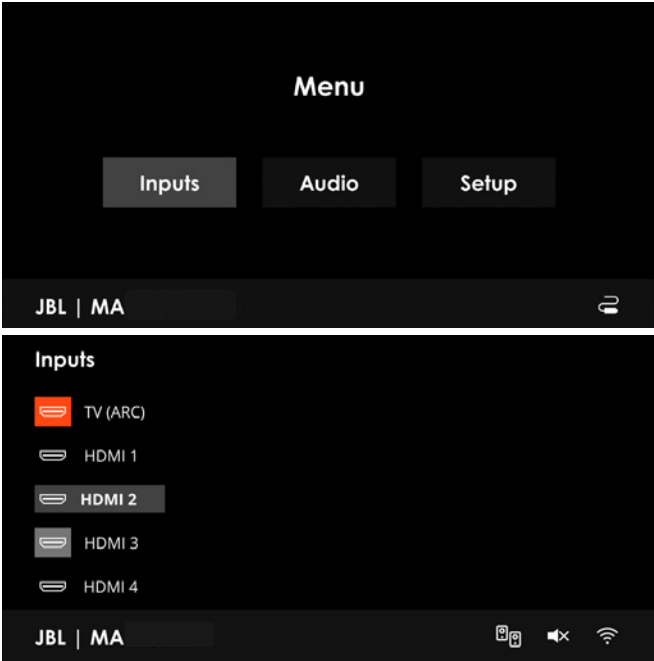 Menu
Inputs Audio Setup
JBL | MA
Inputs
TV (ARC)
HDMI 1
HDMI 2
HDMI 3
HDMI 4
JBL | MA